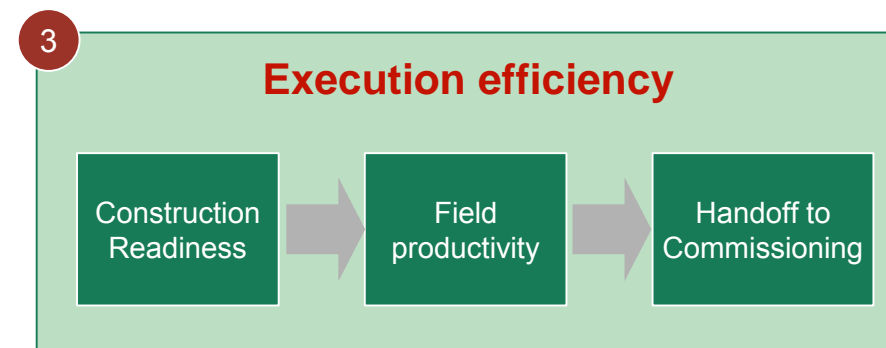 3
Execution efficiency
Construction
Readiness
Field
productivity
Handoff to
Commissioning